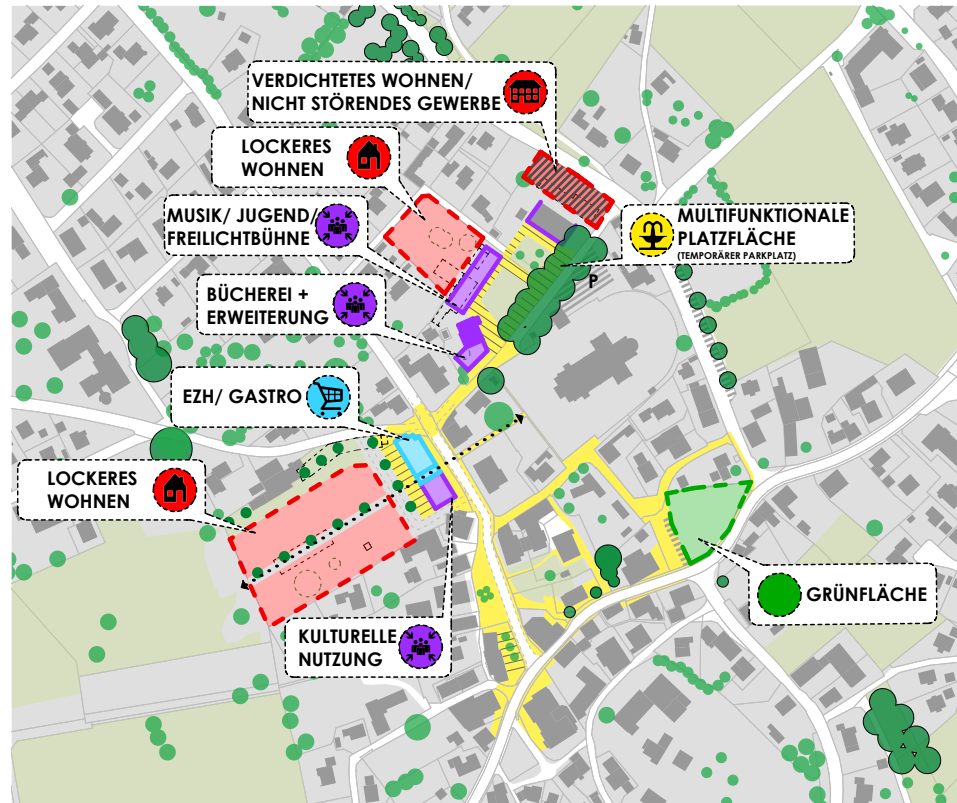 VERDICHTETES WOHNEN/
NICHT STÖRENDES GEWERBE
LOCKERES
WOHNEN
MUSIK/ JUGEND/
FREILICHTBÜHNE
MULTIFUNKTIONALE
PLATZFLÄCHE
(TEMPORÄRER PARKPLATZ)
P
BÜCHEREI +
ERWEITERUNG
EZH/ GASTRO
LOCKERES
WOHNEN
GRÜNFLÄCHE
KULTURELLE
NUTZUNG